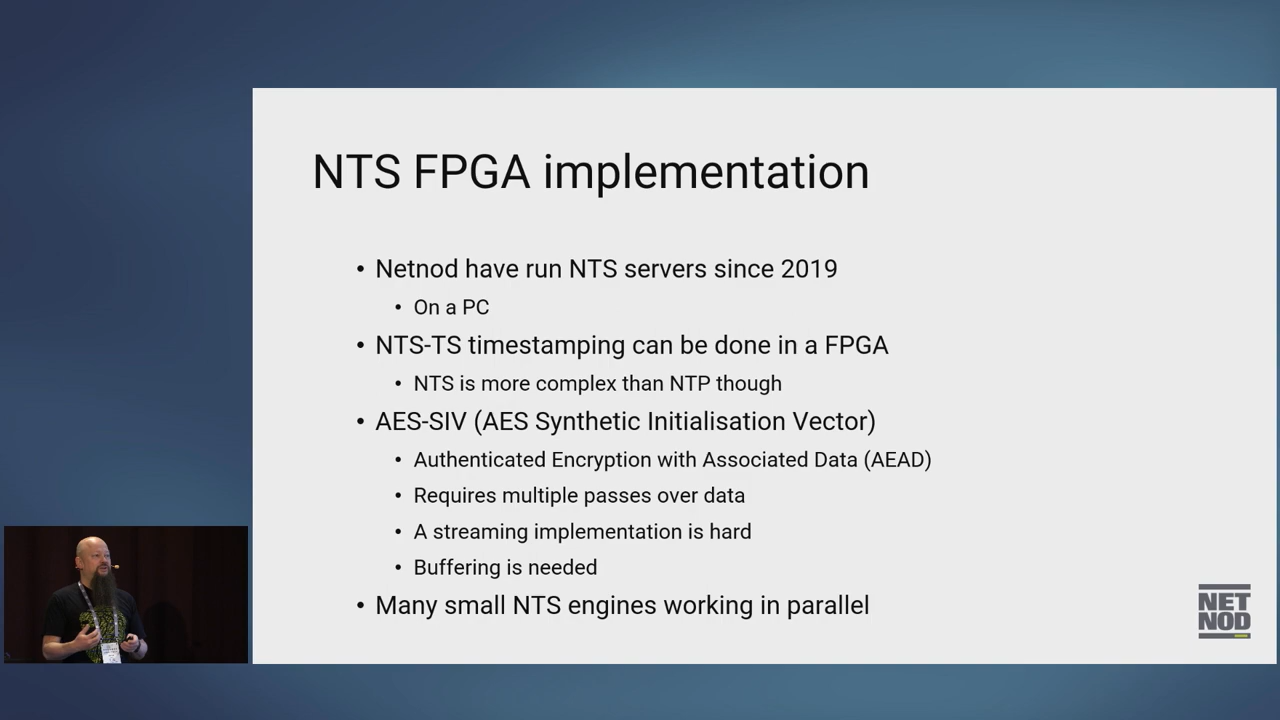 NTS FPGA implementation
• Netnod have run NTS servers since 2019
• On a PC
• NTS-TS timestamping can be done in a FPGA
• NTS is more complex than NTP though
• AES-SIV (AES Synthetic Initialisation Vector)
• Authenticated Encryption with Associated Data (AEAD)
• Requires multiple passes over data
• A streaming implementation is hard
• Buffering is needed
• Many small NTS engines working in parallel
NET
NOD